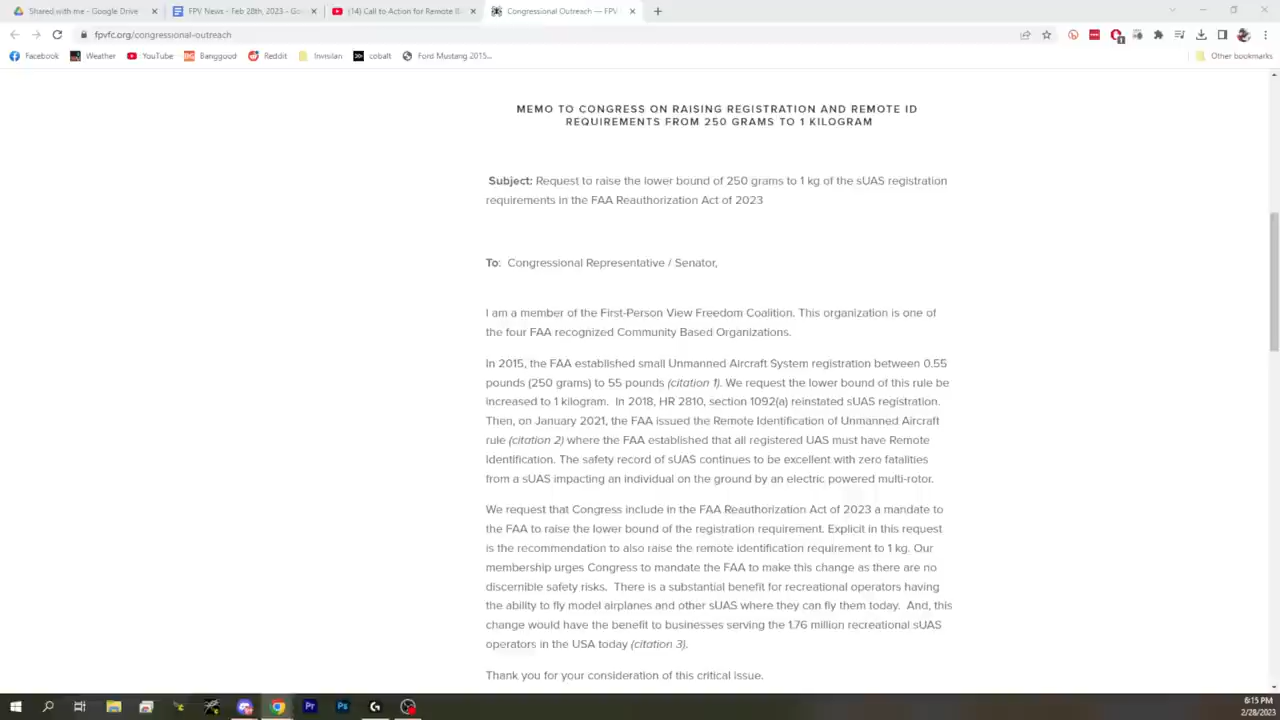 Shared with me - Google Drive
FPV News - Feb 28th, 2023 - Goo
(14) Call to Action for Remote ID
Congressional Outreach — FPV
fpvfc.org/congressional-outreach
Facebook
Weather
YouTube
Banggood
Reddit
Invisilan
cobalt
Ford Mustang 2015...
Other bookmarks
MEMO TO CONGRESS ON RAISING REGISTRATION AND REMOTE ID
REQUIREMENTS FROM 250 GRAMS TO 1 KILOGRAM
Subject: Request to raise the lower bound of 250 grams to 1 kg of the sUAS registration
requirements in the FAA Reauthorization Act of 2023
To: Congressional Representative / Senator,
I am a member of the First-Person View Freedom Coalition. This organization is one of
the four FAA recognized Community Based Organizations.
In 2015, the FAA established small Unmanned Aircraft System registration between 0.55
pounds (250 grams) to 55 pounds (citation 1). We request the lower bound of this rule be
increased to 1 kilogram. In 2018, HR 2810, section 1092(a) reinstated sUAS registration.
Then, on January 2021, the FAA issued the Remote Identification of Unmanned Aircraft
rule (citation 2) where the FAA established that all registered UAS must have Remote
Identification. The safety record of sUAS continues to be excellent with zero fatalities
from a sUAS impacting an individual on the ground by an electric powered multi-rotor.
We request that Congress include in the FAA Reauthorization Act of 2023 a mandate to
the FAA to raise the lower bound of the registration requirement. Explicit in this request
is the recommendation to also raise the remote identification requirement to 1 kg. Our
membership urges Congress to mandate the FAA to make this change as there are no
discernible safety risks. There is a substantial benefit for recreational operators having
the ability to fly model airplanes and other sUAS where they can fly them today. And, this
change would have the benefit to businesses serving the 1.76 million recreational sUAS
operators in the USA today (citation 3).
Thank you for your consideration of this critical issue.
6:15 PM
2/28/2023